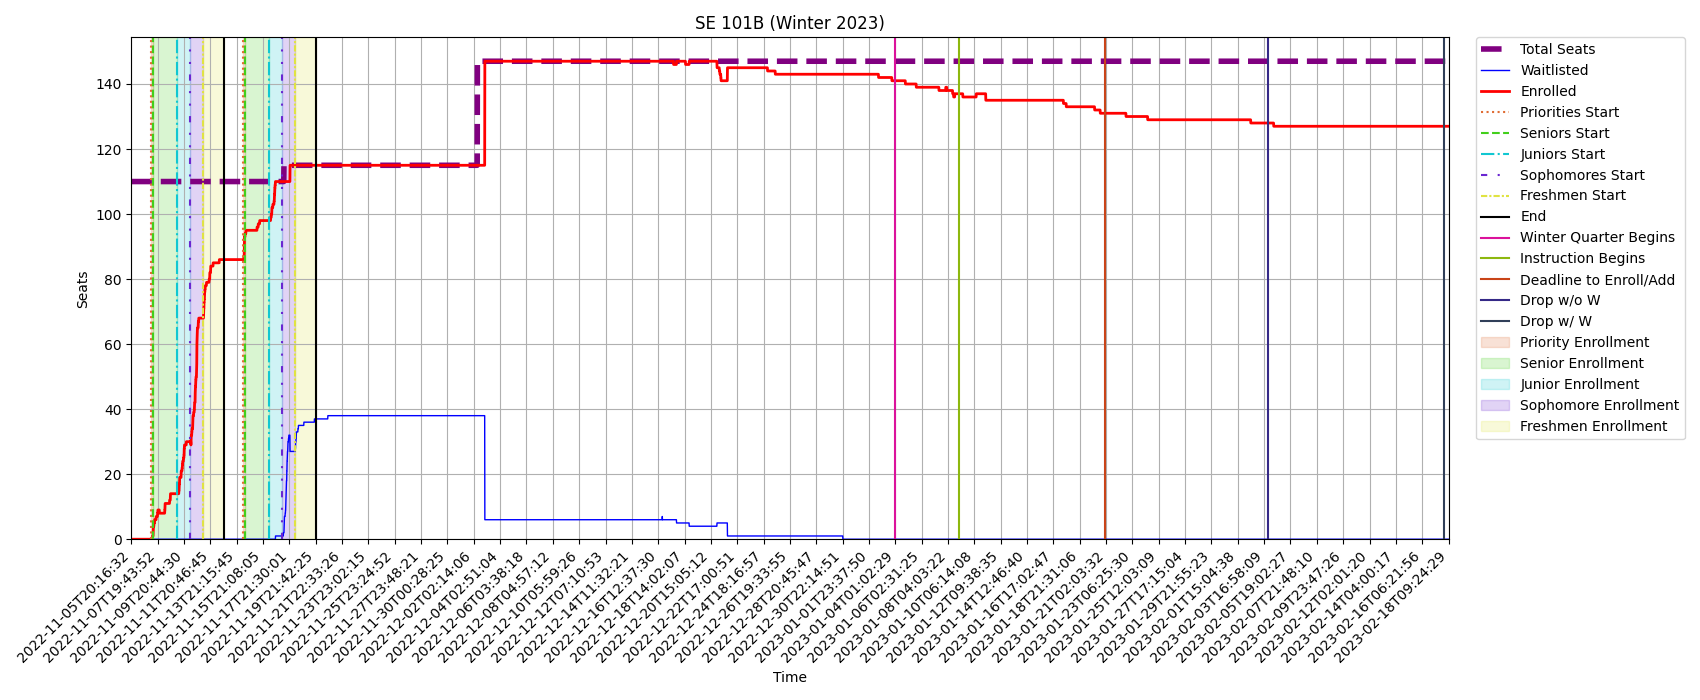 SE 101B (Winter 2023)
Seats
140
120
100
80
60
40
20
0
2022-11-05T20:16:32
2022-11-07T19:43:52
2022-11-09T20:44:30
2022-11-11T20:46:45
2022-11-13T21:15:45
2022-11-15T21:08:05
2022-11-17T21:30:01
2022-11-19T21:42:25
2022-11-21T22:33:26
2022-11-23T23:02:15
2022-11-25T23:24:52
2022-11-27T23:48:21
2022-11-30T00:28:25
2022-12-02T02:14:06
2022-12-04T02:51:04
2022-12-06T03:38:18
2022-12-08T04:57:12
2022-12-10T05:59:26
2022-12-12T07:10:53
2022-12-14T11:32:21
2022-12-16T12:37:30
2022-12-18T14:02:07
2022-12-20T15:05:12
2022-12-22T17:00:51
2022-12-24T18:16:57
2022-12-26T19:33:55
2022-12-28T20:45:47
2022-12-30T22:14:51
2023-01-01T23:37:50
2023-01-04T01:02:29
2023-01-06T02:31:25
2023-01-08T04:03:22
2023-01-10T06:14:08
2023-01-12T09:38:35
2023-01-14T12:46:40
2023-01-16T17:02:47
2023-01-18T21:31:06
2023-01-21T02:03:32
2023-01-23T06:25:30
2023-01-25T12:03:09
2023-01-27T17:15:04
2023-01-29T21:55:23
2023-02-01T15:04:38
2023-02-03T16:58:09
2023-02-05T19:02:27
2023-02-07T21:48:10
2023-02-09T23:47:26
2023-02-12T02:01:20
2023-02-14T04:00:17
2023-02-16T06:21:56
2023-02-18T09:24:29
Time
Total Seats
Waitlisted
Enrolled
Priorities Start
Seniors Start
Juniors Start
Sophomores Start
Freshmen Start
End
Winter Quarter Begins
Instruction Begins
Deadline to Enroll/Add
Drop w/o W
Drop w/ W
Priority Enrollment
Senior Enrollment
Junior Enrollment
Sophomore Enrollment
Freshmen Enrollment